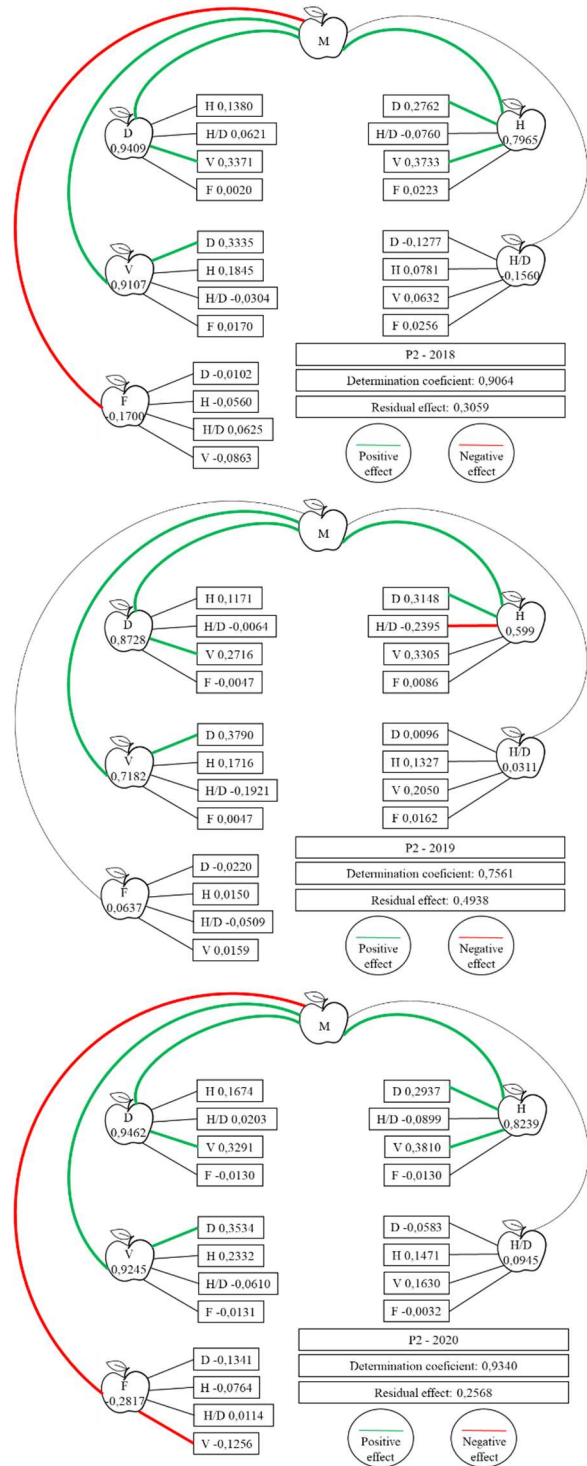 M
D
0,9409
H 0,1380
H/D 0,0621
V 0,3371
F 0,0020
D 0,2762
H/D -0,0760
V 0,3733
F 0,0223
H
0,7965
V
0,9107
D 0,3335
H 0,1845
H/D -0,0304
F 0,0170
D -0,1277
H 0,0781
V 0,0632
F 0,0256
H/D
-0,1560
F
-0,1700
D -0,0102
H -0,0560
H/D 0,0625
V -0,0863
P2 - 2018
Determination coeficient: 0,9064
Residual effect: 0,3059
Positive
effect
Negative
effect
M
D
0,8728
H 0,1171
H/D -0,0064
V 0,2716
F -0,0047
D 0,3148
H/D -0,2395
V 0,3305
F 0,0086
H
0,599
V
0,7182
D 0,3790
H 0,1716
H/D -0,1921
F 0,0047
D 0,0096
H 0,1327
V 0,2050
F 0,0162
H/D
0,0311
F
0,0637
D -0,0220
H 0,0150
H/D -0,0509
V 0,0159
P2 - 2019
Determination coeficient: 0,7561
Residual effect: 0,4938
Positive
effect
Negative
effect
M
D
0,9462
H 0,1674
H/D 0,0203
V 0,3291
F -0,0130
D 0,2937
H/D -0,0899
V 0,3810
F -0,0130
H
0,8239
V
0,9245
D 0,3534
H 0,2332
H/D -0,0610
F -0,0131
D -0,0583
H 0,1471
V 0,1630
F -0,0032
H/D
0,0945
F
-0,2817
D -0,1341
H -0,0764
H/D 0,0114
V -0,1256
P2 - 2020
Determination coeficient: 0,9340
Residual effect: 0,2568
Positive
effect
Negative
effect